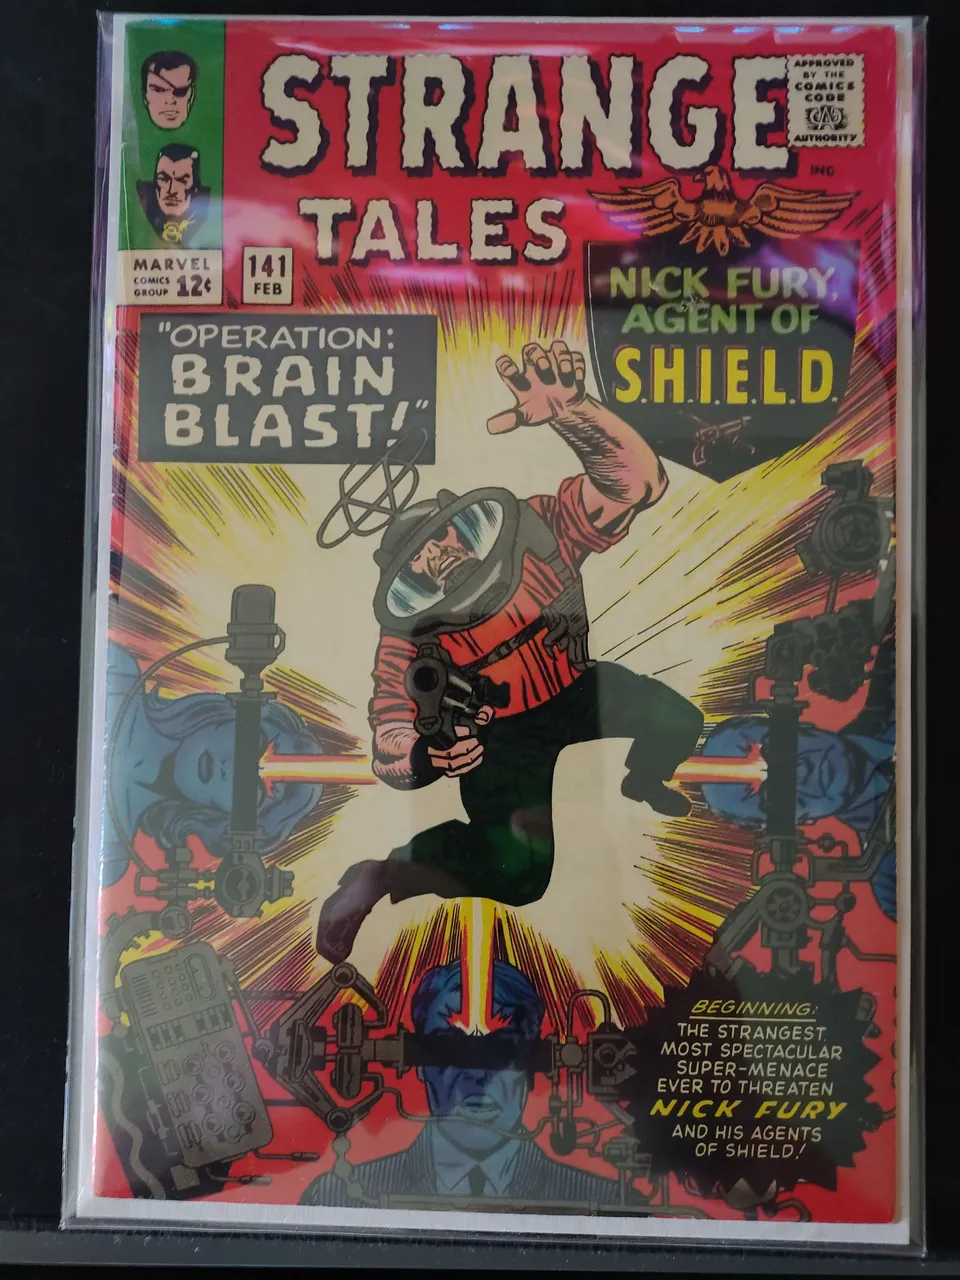 STRANGE
TALES
APPROVED
BY THE
COMICS
CODE
CA
AUTHORITY
IND.
MARVEL
COMICS
GROUP 12¢
141
FEB
NICK FURY,
AGENT OF
S.H.I.E.L.D.
"OPERATION:
BRAIN
BLAST!"
BEGINNING:
THE STRANGEST,
MOST SPECTACULAR
SUPER-MENACE
EVER TO THREATEN
NICK FURY
AND HIS AGENTS
OF SHIELD!